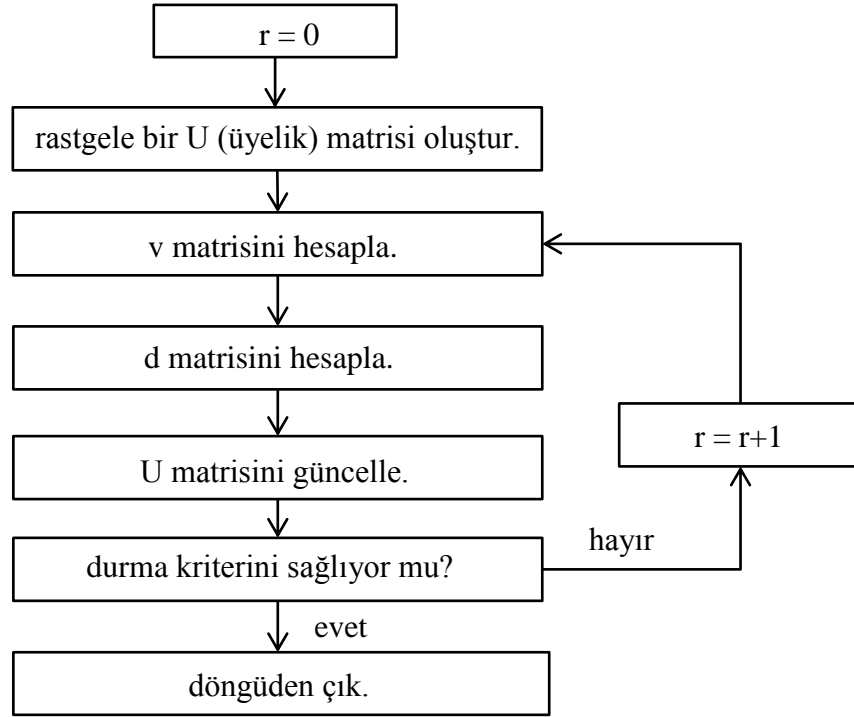 r = 0
rastgele bir U (üyelik) matrisi oluştur.
v matrisini hesapla.
d matrisini hesapla.
r = r+1
U matrisini güncelle.
hayır
durma kriterini sağlıyor mu?
evet
döngüden çık.